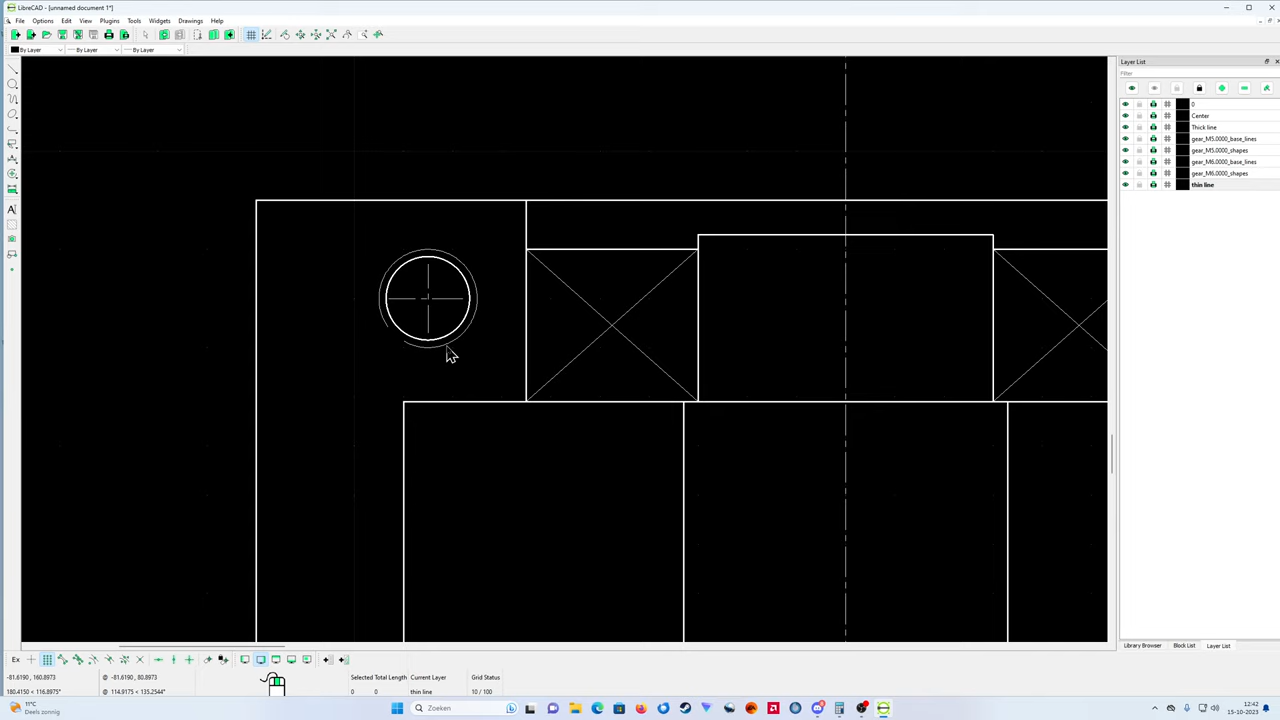 LibreCAD - [unnamed document 1*]
File Options Edit View Plugins Tools Widgets Drawings Help
By Layer By Layer By Layer
Layer List
Filter
0
Center
Thick line
gear_M5.0000_base_lines
gear_M5.0000_shapes
gear_M6.0000_base_lines
gear_M6.0000_shapes
thin line
Library Browser Block List Layer List
Ex
-81.6190, 160.8973 @ -81.6190, 80.8973 Selected Total Length Current Layer Grid Status
180.4150 < 116.8975° @ 114.9175 < 135.2544° 0 0 thin line 10 / 100
11°C
Deels zonnig
Zoeken
12:42
15-10-2023